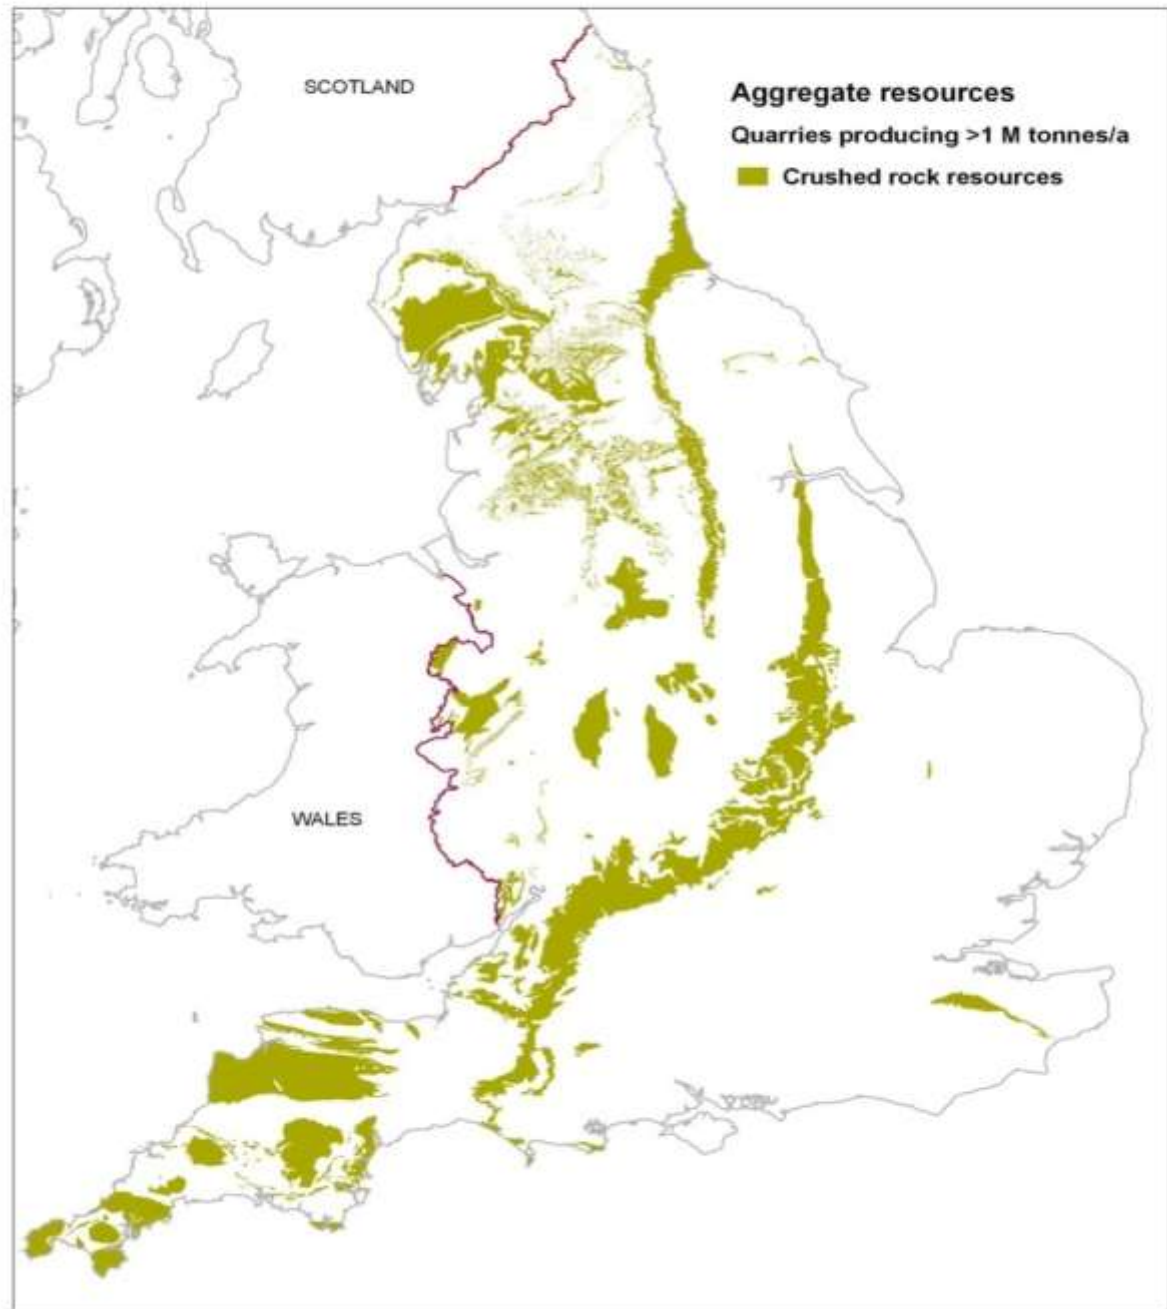 SCOTLAND
Aggregate resources
Quarries producing >1 M tonnes/a
Crushed rock resources
WALES